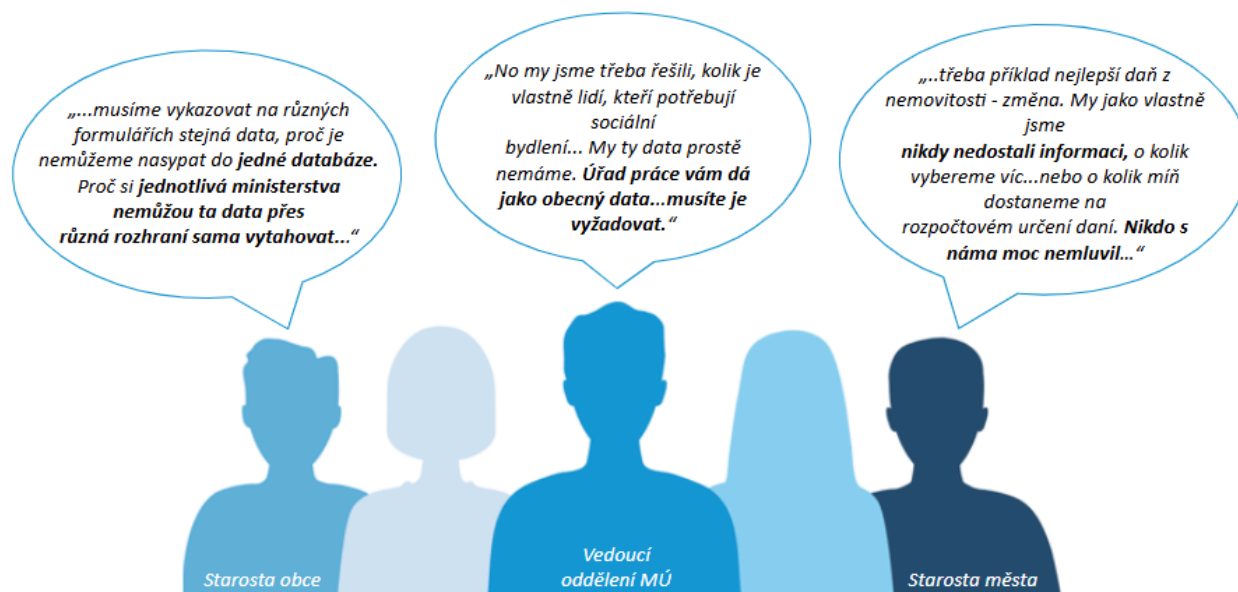 „...musíme vykazovat na různých
formulářích stejná data, proč je
nemůžeme nasypat do jedné databáze.
Proč si jednotlivá ministerstva
nemůžou ta data přes
různá rozhraní sama vytahovat...“
„No my jsme třeba řešili, kolik je
vlastně lidí, kteří potřebují
sociální
bydlení... My ty data prostě
nemáme. Úřad práce vám dá
jako obecný data...musíte je
vyžadovat.“
„..třeba příklad nejlepší daň z
nemovitosti - změna. My jako vlastně
jsme
nikdy nedostali informaci, o kolik
vybereme víc...nebo o kolik míň
dostaneme na
rozpočtovém určení daní. Nikdo s
náma moc nemluvil…“
Starosta obce
Vedoucí
oddělení MÚ
Starosta města